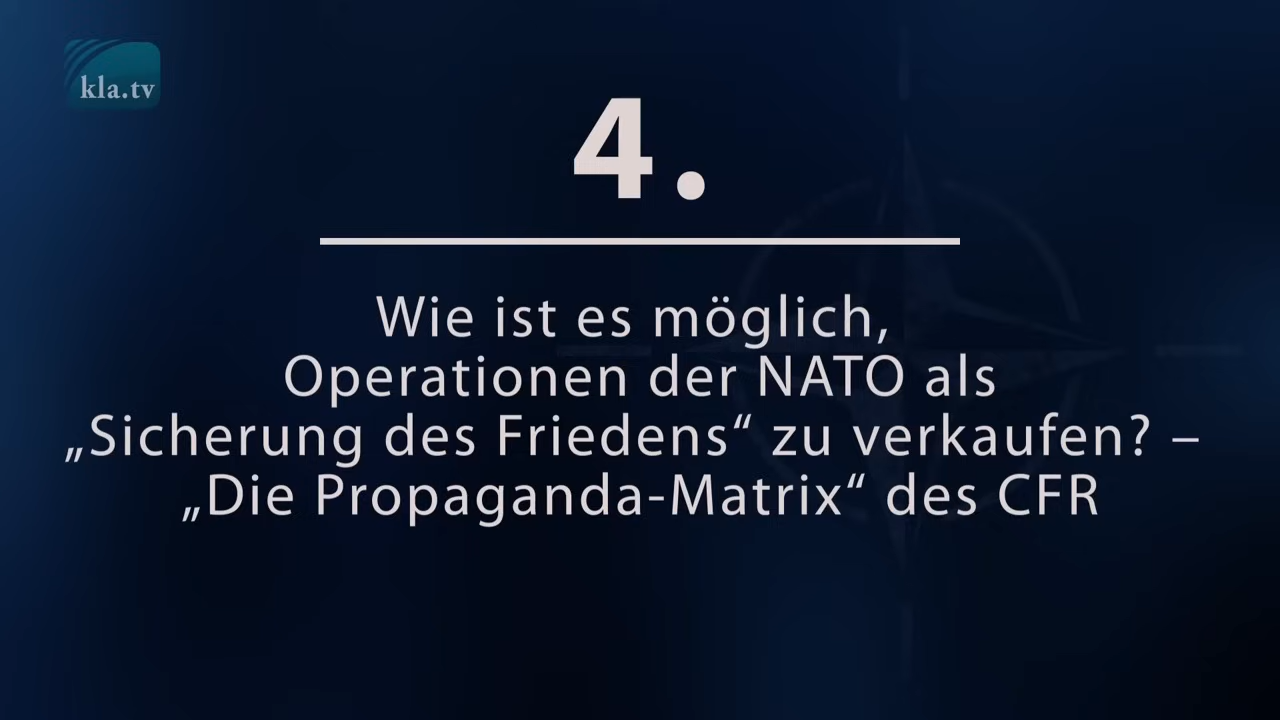 kla.tv
4.
Wie ist es möglich,
Operationen der NATO als
„Sicherung des Friedens“ zu verkaufen? –
„Die Propaganda-Matrix“ des CFR